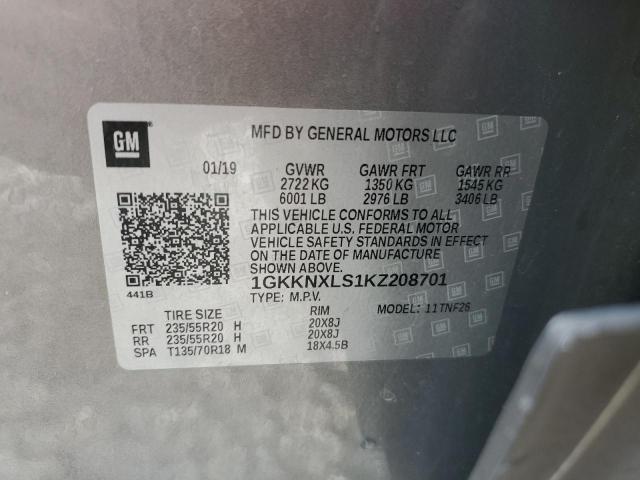 GM
MFD BY GENERAL MOTORS LLC
01/19 GVWR GAWR FRT GAWR RR
2722 KG 1350 KG 1545 KG
6001 LB 2976 LB 3406 LB
THIS VEHICLE CONFORMS TO ALL
APPLICABLE U.S. FEDERAL MOTOR
VEHICLE SAFETY STANDARDS IN EFFECT
ON THE DATE OF MANUFACTURE
SHOWN ABOVE.
1GKKNXLS1KZ208701
441B TYPE: M.P.V. MODEL: 11TNF26
TIRE SIZE RIM
FRT 235/55R20 H 20X8J
RR 235/55R20 H 20X8J
SPA T135/70R18 M 18X4.5B